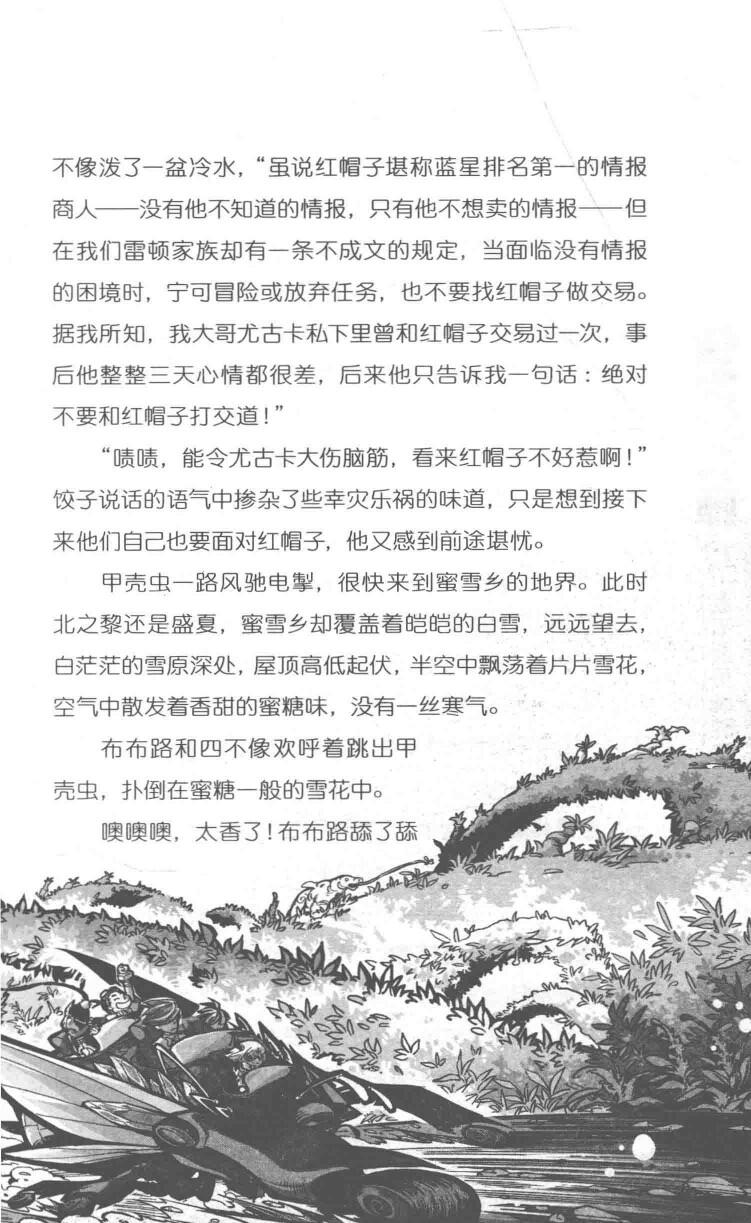 不像泼了一盆冷水，“虽说红帽子堪称蓝星排名第一的情报
商人——没有他不知道的情报，只有他不想卖的情报——但
在我们雷顿家族却有一条不成文的规定，当面临没有情报
的困境时，宁可冒险或放弃任务，也不要找红帽子做交易。
据我所知，我大哥尤古卡私下里曾和红帽子交易过一次，事
后他整整三天心情都很差，后来他只告诉我一句话：绝对
不要和红帽子打交道！”
“啧啧，能令尤古卡大伤脑筋，看来红帽子不好惹啊！”
饺子说话的语气中掺杂了些幸灾乐祸的味道，只是想到接下
来他们自己也要面对红帽子，他又感到前途堪忧。
甲壳虫一路风驰电掣，很快来到蜜雪乡的地界。此时
北之黎还是盛夏，蜜雪乡却覆盖着皑皑的白雪，远远望去，
白茫茫的雪原深处，屋顶高低起伏，半空中飘荡着片片雪花，
空气中散发着香甜的蜜糖味，没有一丝寒气。
布布路和四不像欢呼着跳出甲
壳虫，扑倒在蜜糖一般的雪花中。
噢噢噢，太香了！布布路舔了舔